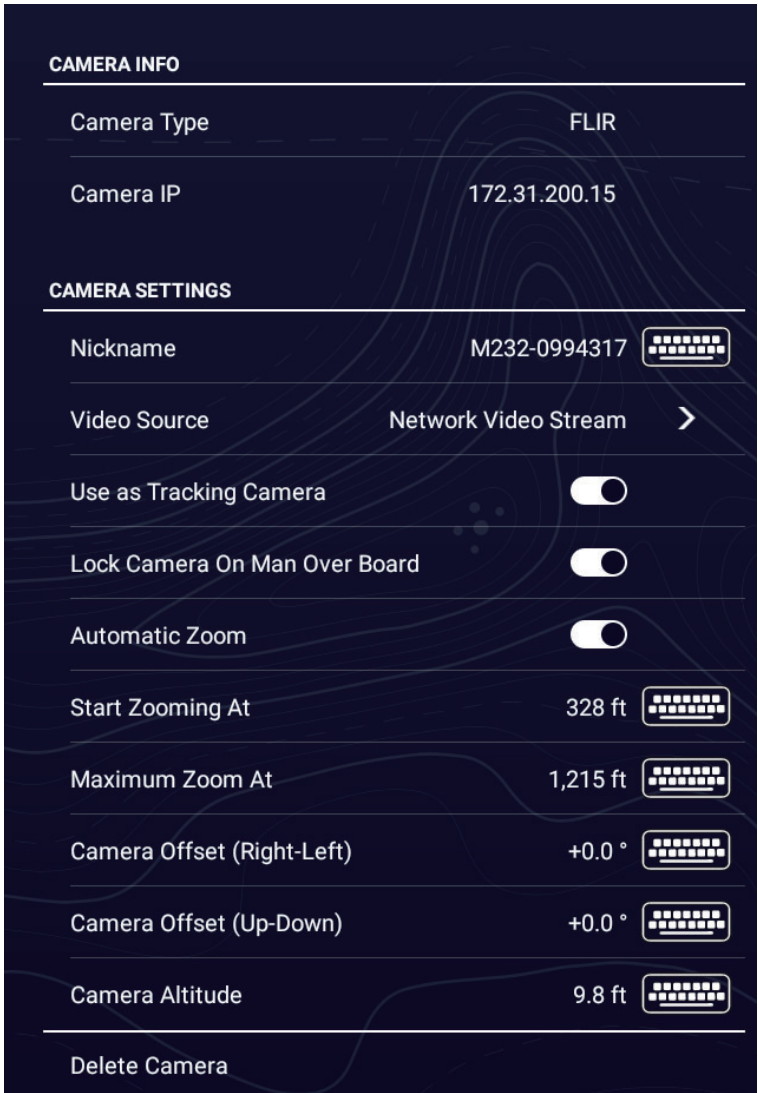 CAMERA INFO
Camera Type FLIR
Camera IP 172.31.200.15
CAMERA SETTINGS
Nickname M232-0994317
Video Source Network Video Stream
Use as Tracking Camera
Lock Camera On Man Over Board
Automatic Zoom
Start Zooming At 328 ft
Maximum Zoom At 1,215 ft
Camera Offset (Right-Left) +0.0 °
Camera Offset (Up-Down) +0.0 °
Camera Altitude 9.8 ft
Delete Camera